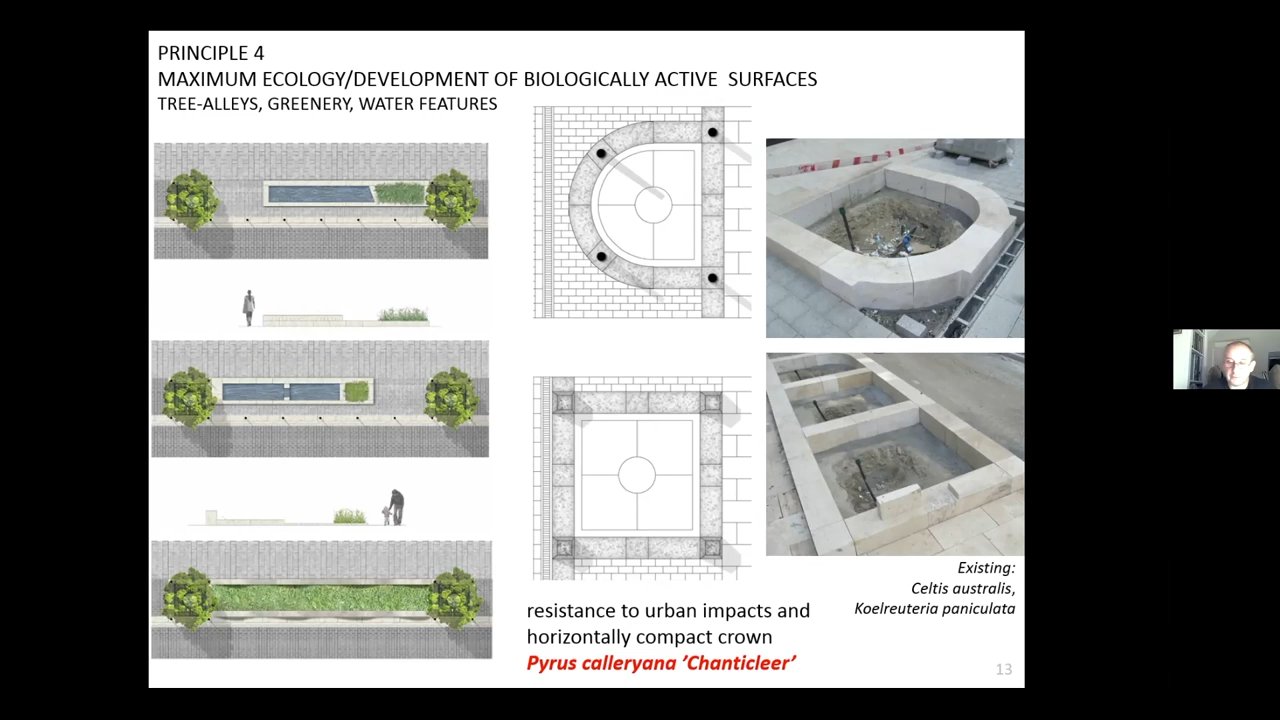 PRINCIPLE 4
MAXIMUM ECOLOGY/DEVELOPMENT OF BIOLOGICALLY ACTIVE SURFACES
TREE-ALLEYS, GREENERY, WATER FEATURES
Existing:
Celtis australis,
Koelreuteria paniculata
resistance to urban impacts and
horizontally compact crown
Pyrus calleryana ’Chanticleer’
13